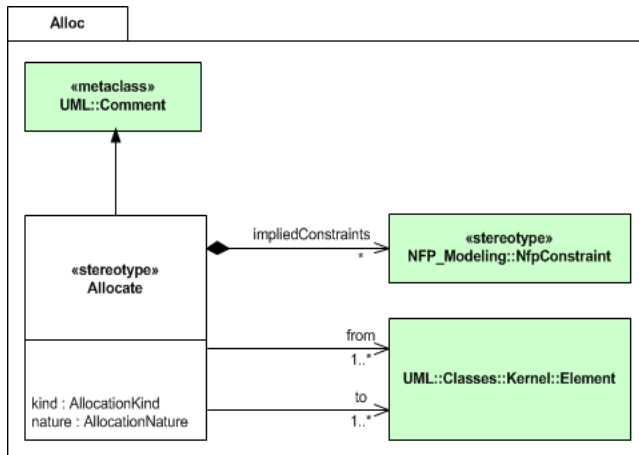 Alloc
«metaclass»
UML::Comment
«stereotype»
Allocate
kind : AllocationKind
nature : AllocationNature
impliedConstraints
*
«stereotype»
NFP_Modeling::NfpConstraint
from
1..*
to
1..*
UML::Classes::Kernel::Element